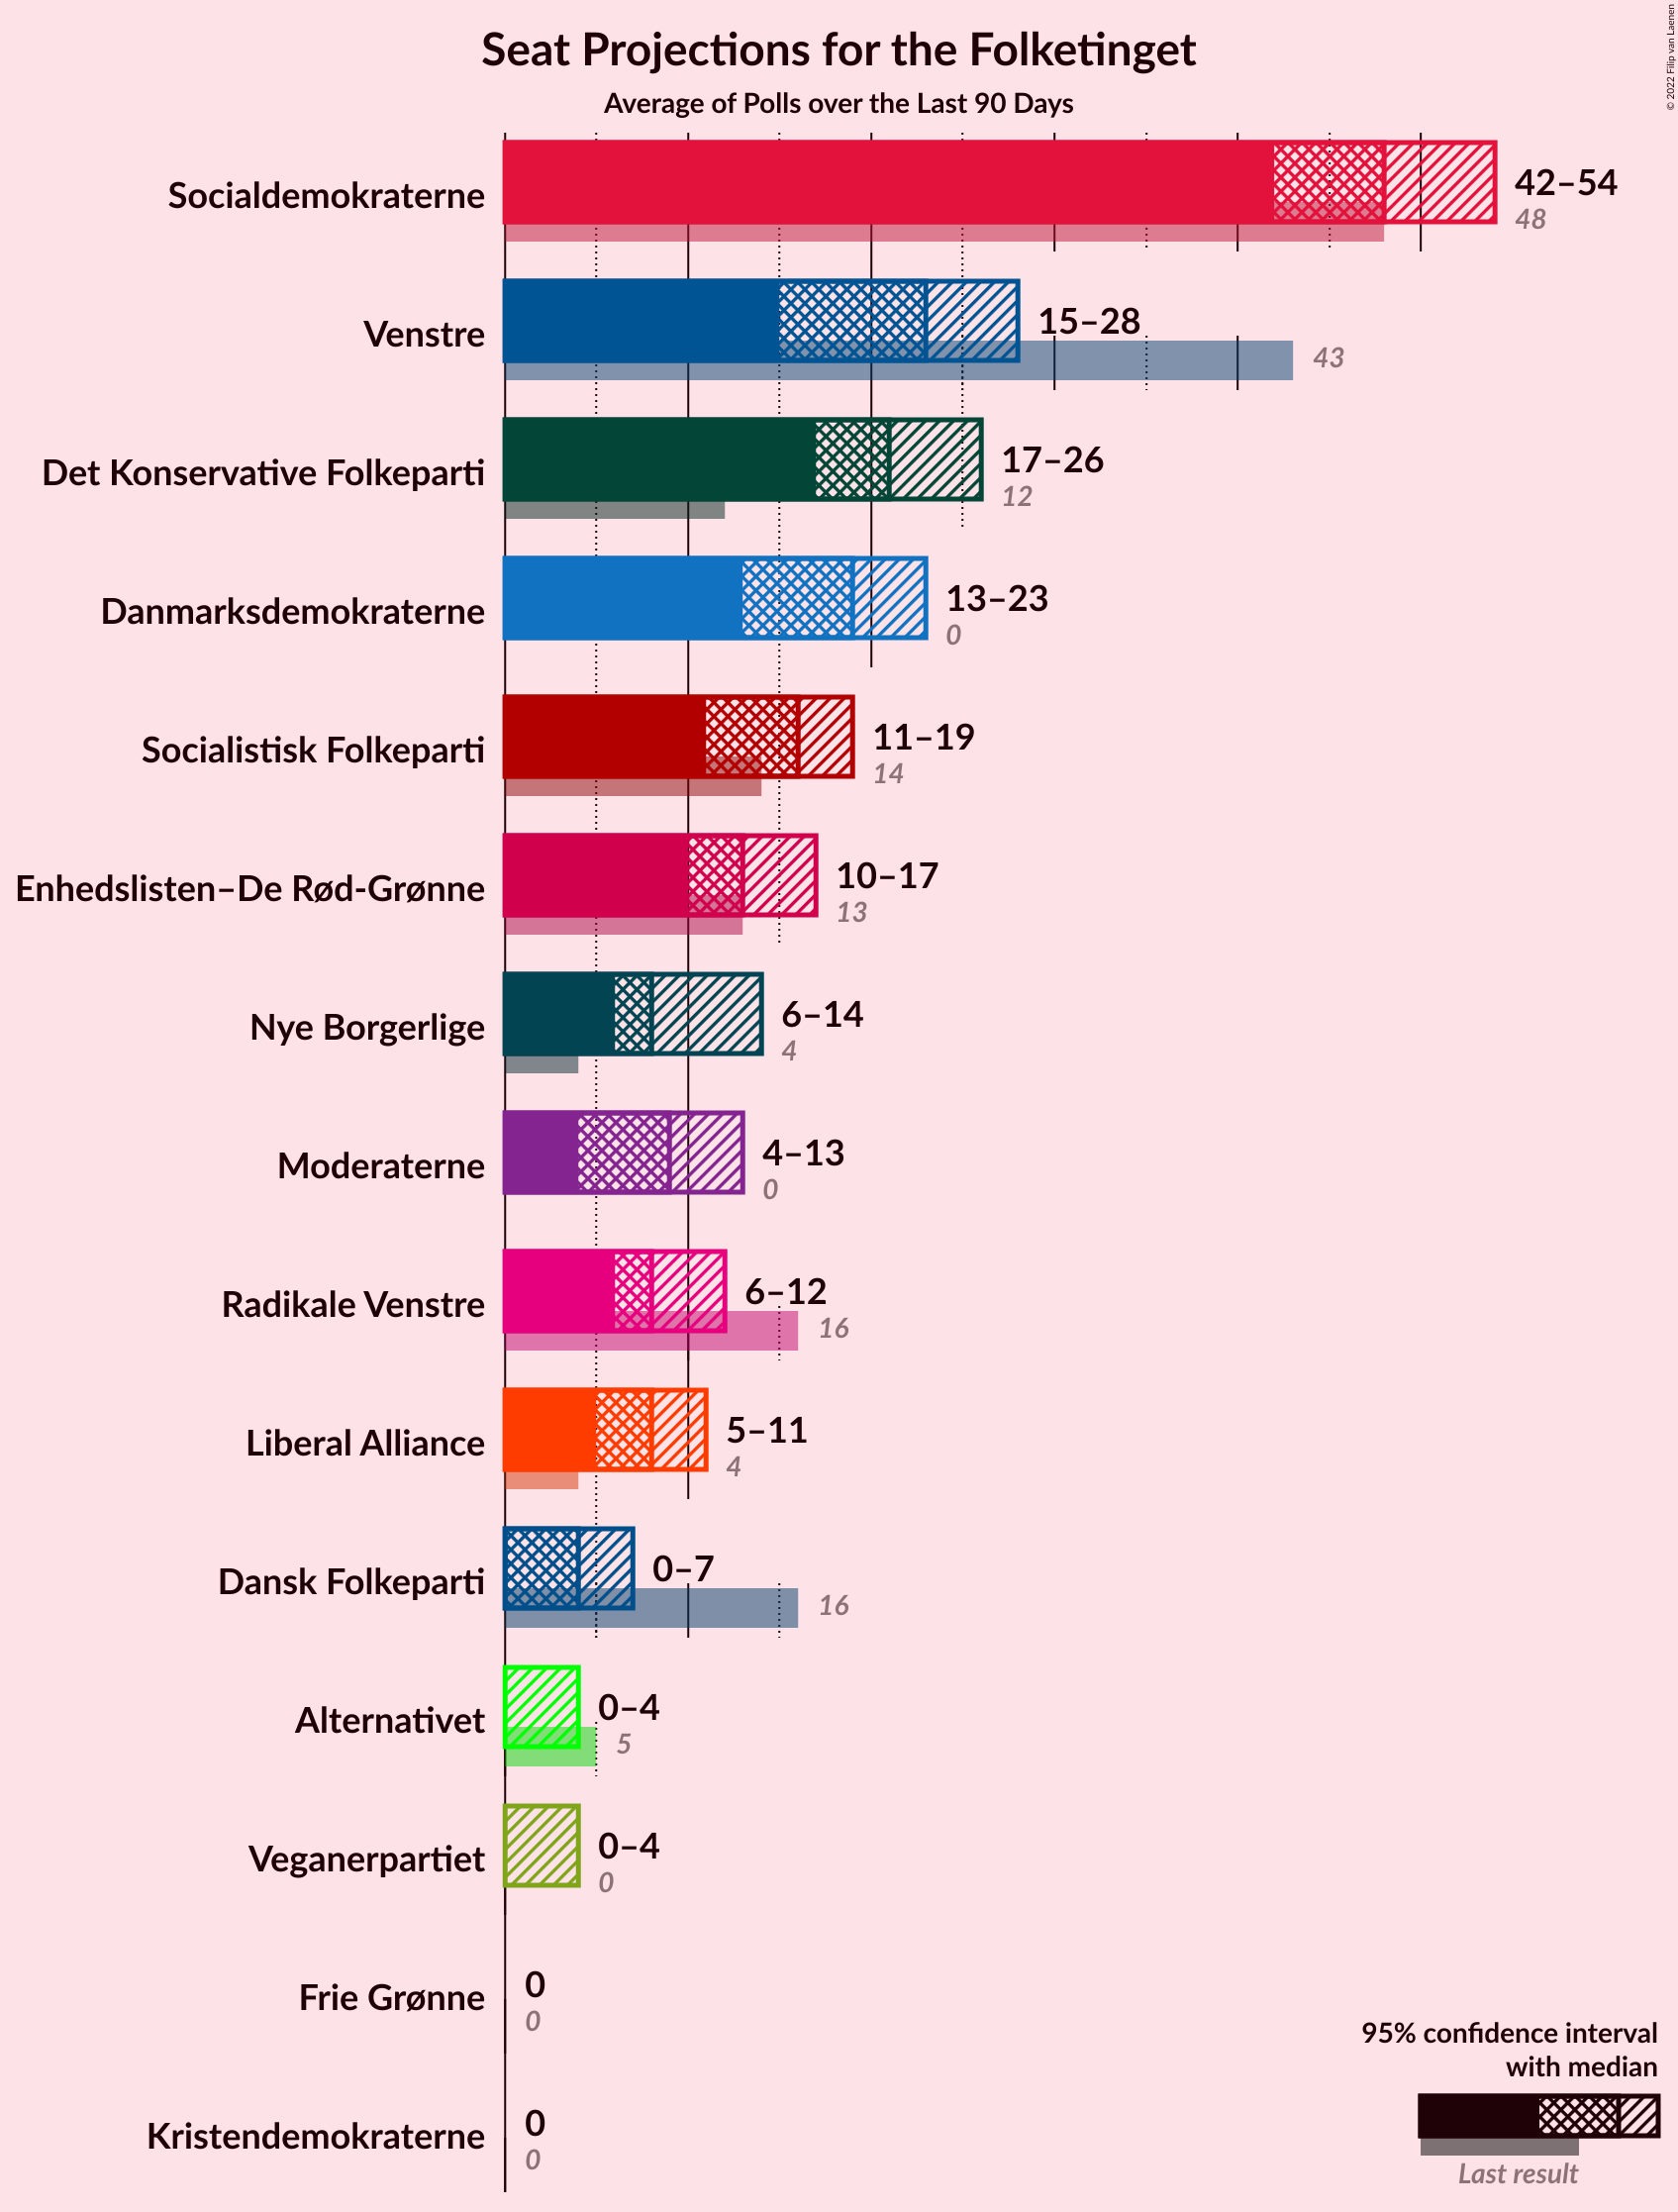 Seat Projections for the Folketinget
Average of Polls over the Last 90 Days
© 2022 Filip van Laenen
Socialdemokraterne
42–54
48
Venstre
15–28
43
Det Konservative Folkeparti
17–26
12
Danmarksdemokraterne
13–23
0
Socialistisk Folkeparti
11–19
14
Enhedslisten–De Rød-Grønne
10–17
13
Nye Borgerlige
6–14
4
Moderaterne
4–13
0
Radikale Venstre
6–12
16
Liberal Alliance
5–11
4
Dansk Folkeparti
0–7
16
Alternativet
0–4
5
Veganerpartiet
0–4
0
Frie Grønne
0
0
Kristendemokraterne
0
0
95% confidence interval
with median
Last result